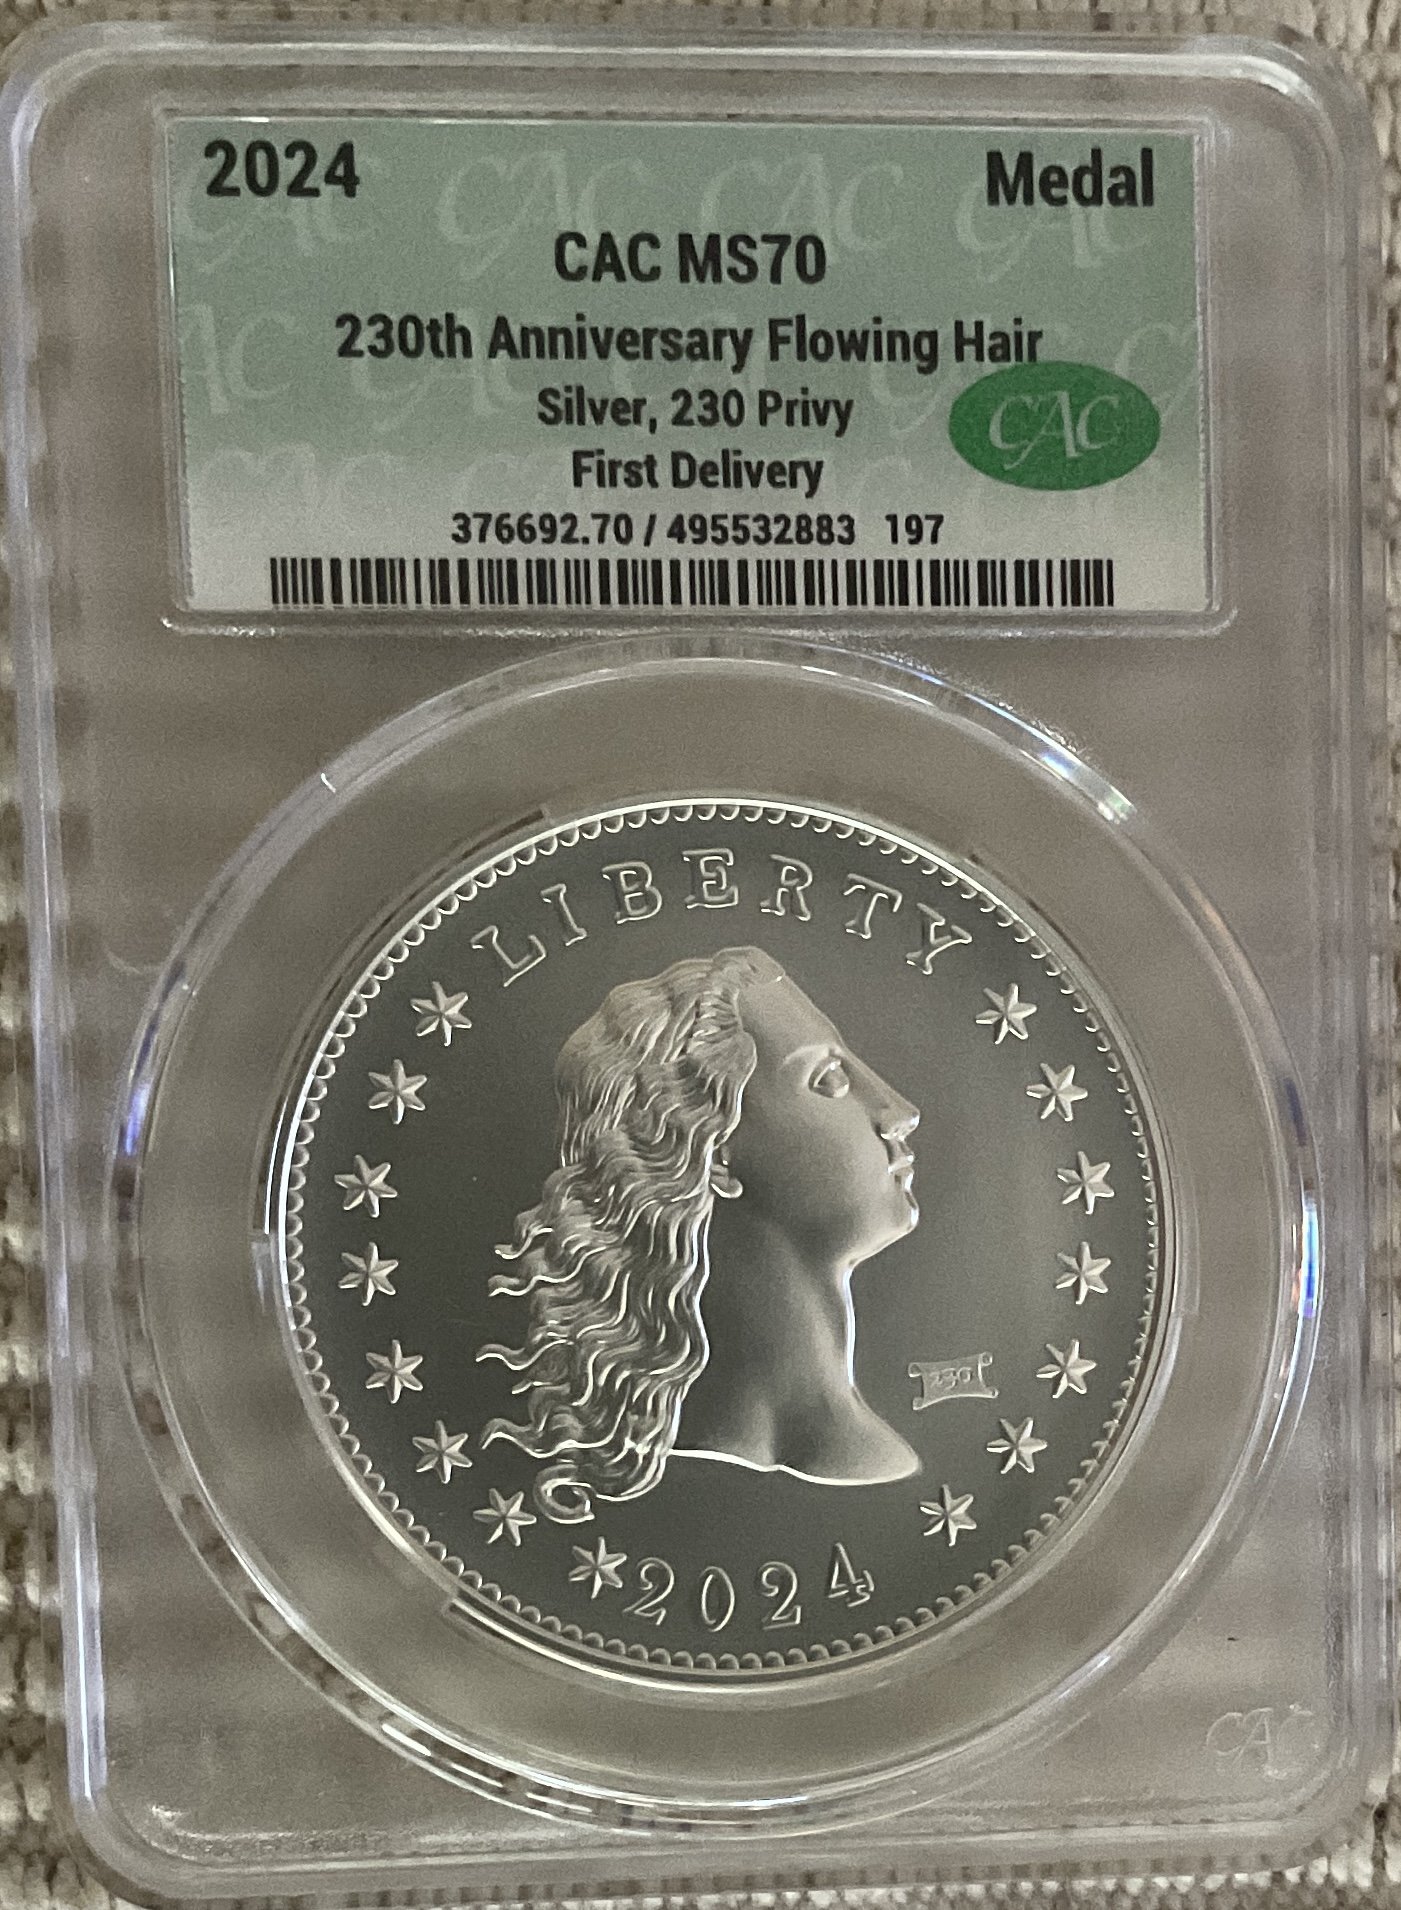 2024 Medal
CAC MS70
230th Anniversary Flowing Hair
Silver, 230 Privy
CAC
First Delivery
376692.70 / 495532883 197
LIBERTY
230
2024
CAC